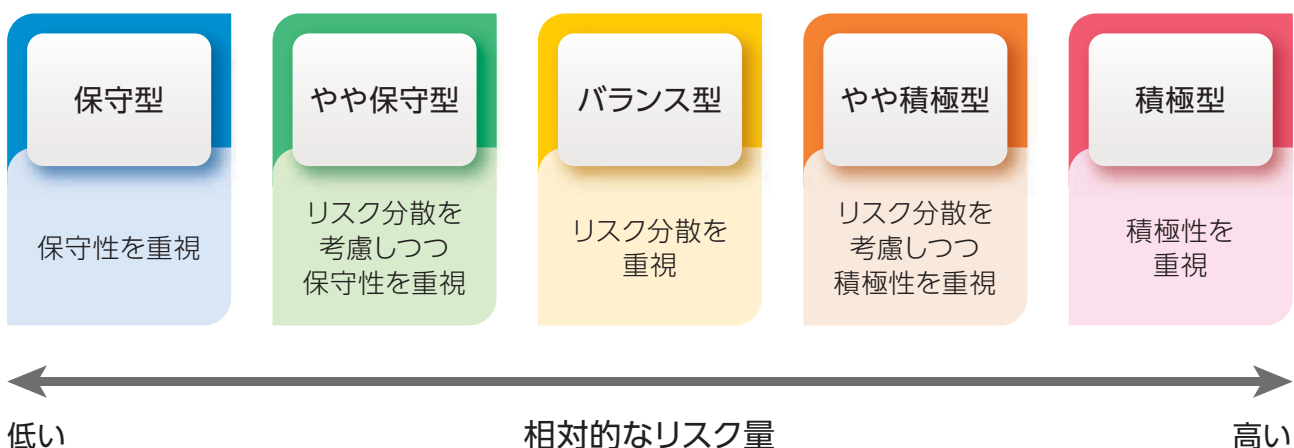 保守型
保守性を重視
やや保守型
リスク分散を
考慮しつつ
保守性を重視
バランス型
リスク分散を
重視
やや積極型
リスク分散を
考慮しつつ
積極性を重視
積極型
積極性を
重視
低い
相対的なリスク量
高い